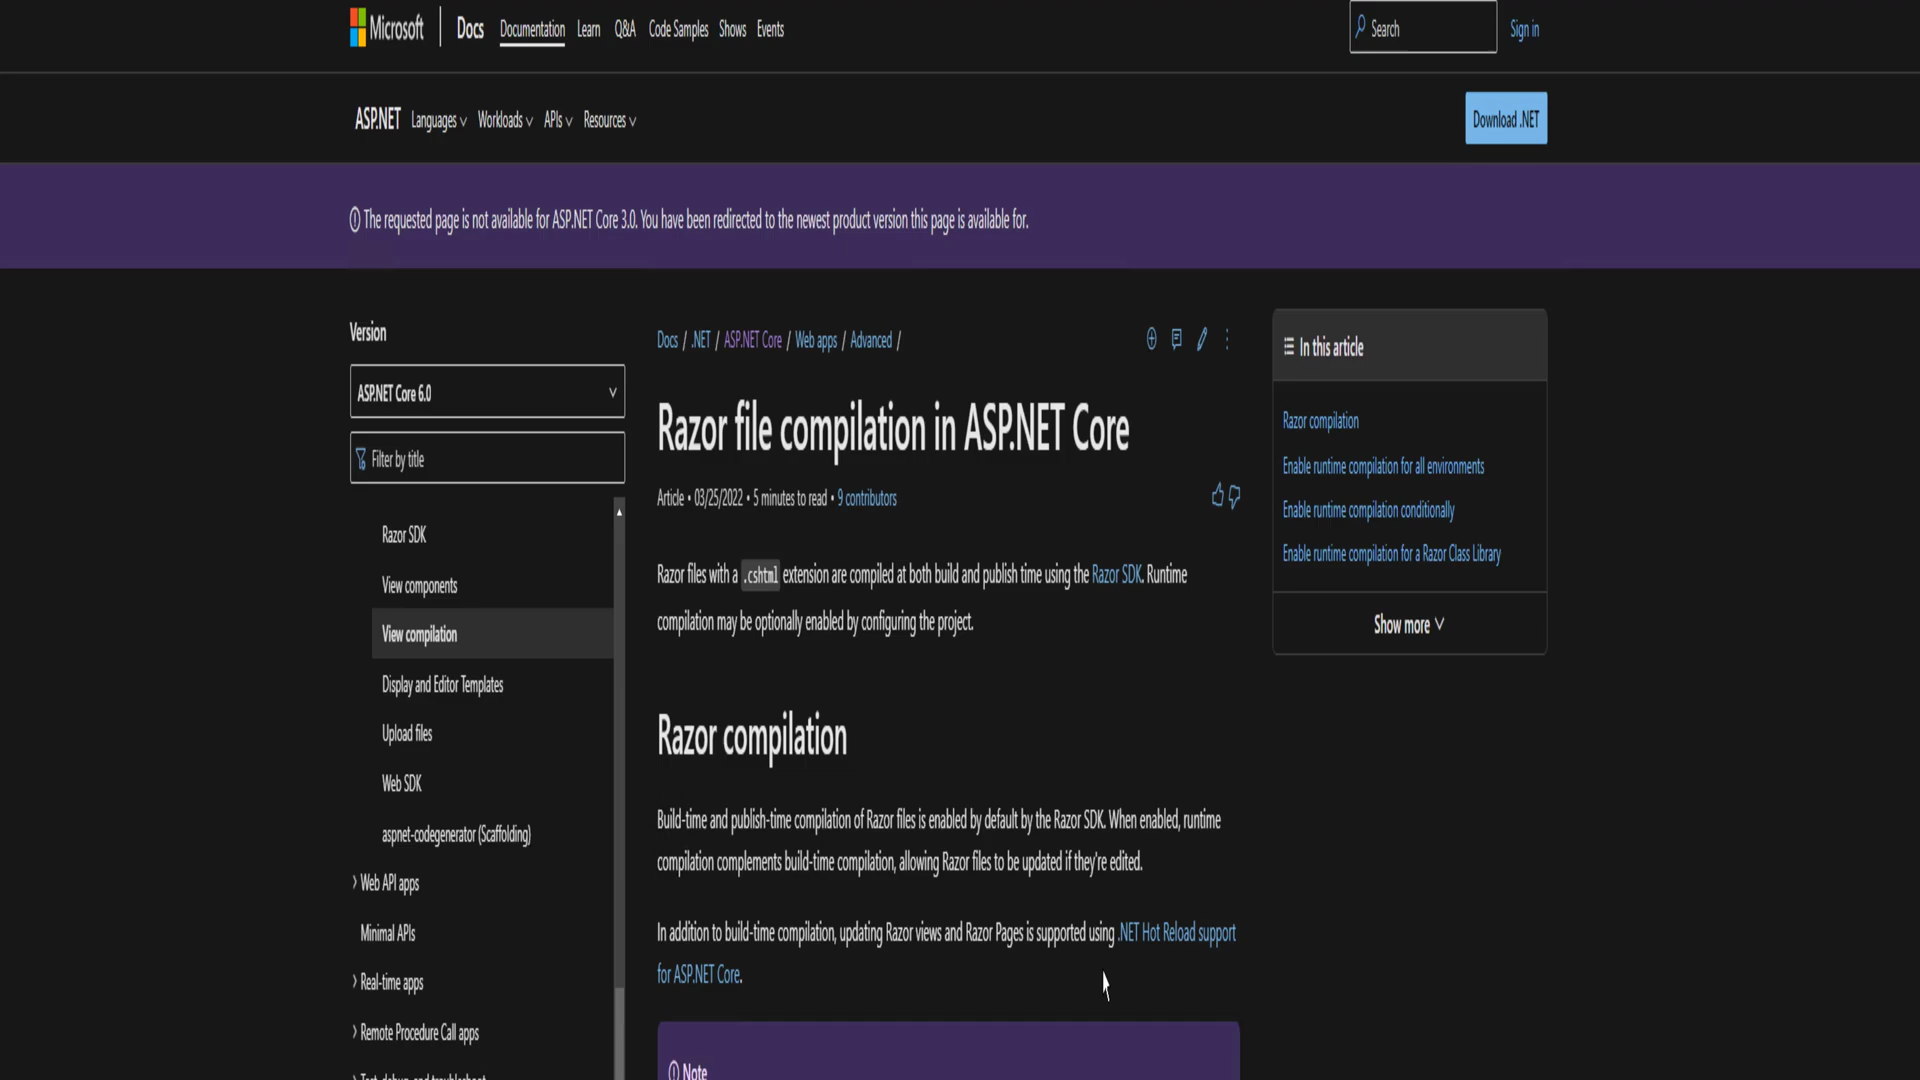 Microsoft Docs Documentation Learn Q&A Code Samples Shows Events Search Sign in
ASP.NET Languages Workloads APIs Resources Download .NET
The requested page is not available for ASP.NET Core 3.0. You have been redirected to the newest product version this page is available for.
Version
ASP.NET Core 6.0
Filter by title
Razor SDK
View components
View compilation
Display and Editor Templates
Upload files
Web SDK
aspnet-codegenerator (Scaffolding)
Web API apps
Minimal APIs
Real-time apps
Remote Procedure Call apps
Test, debug, and troubleshoot
Docs / .NET / ASP.NET Core / Web apps / Advanced /
Razor file compilation in ASP.NET Core
Article • 03/25/2022 • 5 minutes to read • 9 contributors
Razor files with a .cshtml extension are compiled at both build and publish time using the Razor SDK. Runtime
compilation may be optionally enabled by configuring the project.
Razor compilation
Build-time and publish-time compilation of Razor files is enabled by default by the Razor SDK. When enabled, runtime
compilation complements build-time compilation, allowing Razor files to be updated if they're edited.
In addition to build-time compilation, updating Razor views and Razor Pages is supported using .NET Hot Reload support
for ASP.NET Core.
Note
In this article
Razor compilation
Enable runtime compilation for all environments
Enable runtime compilation conditionally
Enable runtime compilation for a Razor Class Library
Show more